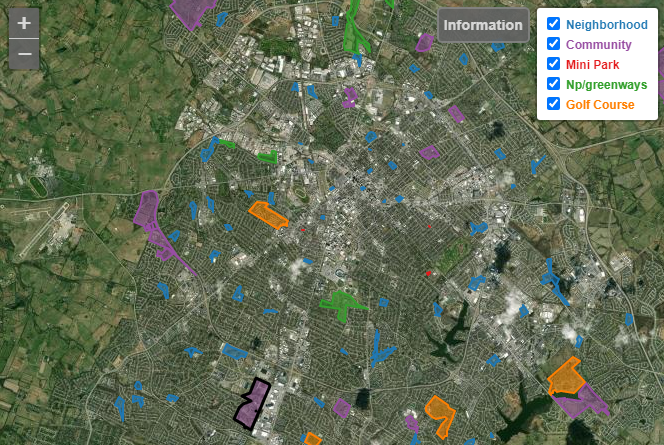 +
−
Information
Neighborhood
Community
Mini Park
Np/greenways
Golf Course